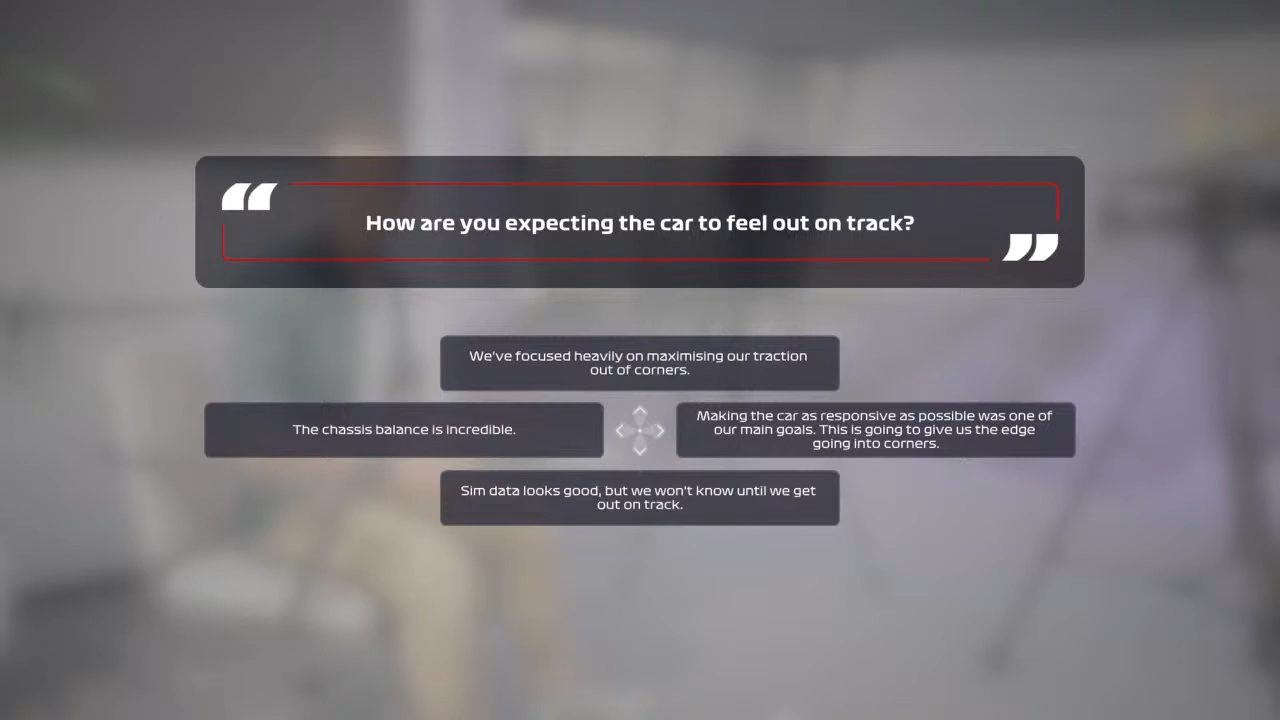 How are you expecting the car to feel out on track?
We've focused heavily on maximising our traction
out of corners.
The chassis balance is incredible.
Making the car as responsive as possible was one of
our main goals. This is going to give us the edge
going into corners.
Sim data looks good, but we won't know until we get
out on track.